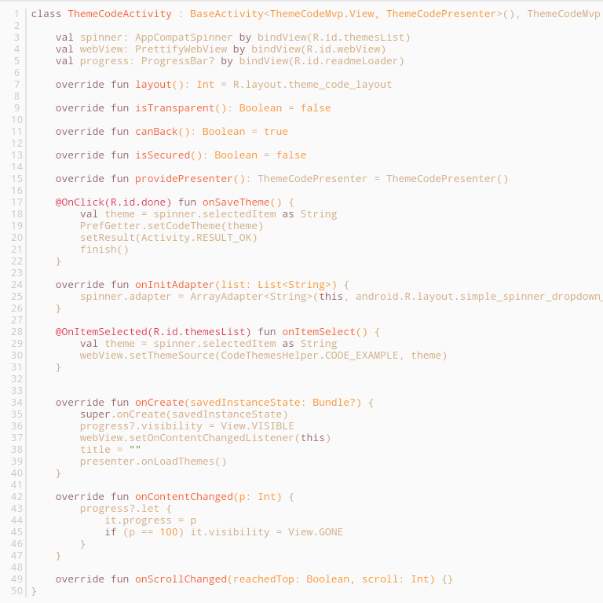 1 class ThemeCodeActivity : BaseActivity<ThemeCodeMvp.View, ThemeCodePresenter>(), ThemeCodeMvp
2
3 val spinner: AppCompatSpinner by bindView(R.id.themesList)
4 val webView: PrettifyWebView by bindView(R.id.webView)
5 val progress: ProgressBar? by bindView(R.id.readmeLoader)
6
7 override fun layout(): Int = R.layout.theme_code_layout
8
9 override fun isTransparent(): Boolean = false
10
11 override fun canBack(): Boolean = true
12
13 override fun isSecured(): Boolean = false
14
15 override fun providePresenter(): ThemeCodePresenter = ThemeCodePresenter()
16
17 @OnClick(R.id.done) fun onSaveTheme() {
18 val theme = spinner.selectedItem as String
19 PrefGetter.setCodeTheme(theme)
20 setResult(Activity.RESULT_OK)
21 finish()
22 }
23
24 override fun onInitAdapter(list: List<String>) {
25 spinner.adapter = ArrayAdapter<String>(this, android.R.layout.simple_spinner_dropdown_
26 }
27
28 @OnItemSelected(R.id.themesList) fun onItemSelect() {
29 val theme = spinner.selectedItem as String
30 webView.setThemeSource(CodeThemesHelper.CODE_EXAMPLE, theme)
31 }
32
33
34 override fun onCreate(savedInstanceState: Bundle?) {
35 super.onCreate(savedInstanceState)
36 progress?.visibility = View.VISIBLE
37 webView.setOnContentChangedListener(this)
38 title = ""
39 presenter.onLoadThemes()
40 }
41
42 override fun onContentChanged(p: Int) {
43 progress?.let {
44 it.progress = p
45 if (p == 100) it.visibility = View.GONE
46 }
47 }
48
49 override fun onScrollChanged(reachedTop: Boolean, scroll: Int) {}
50 }